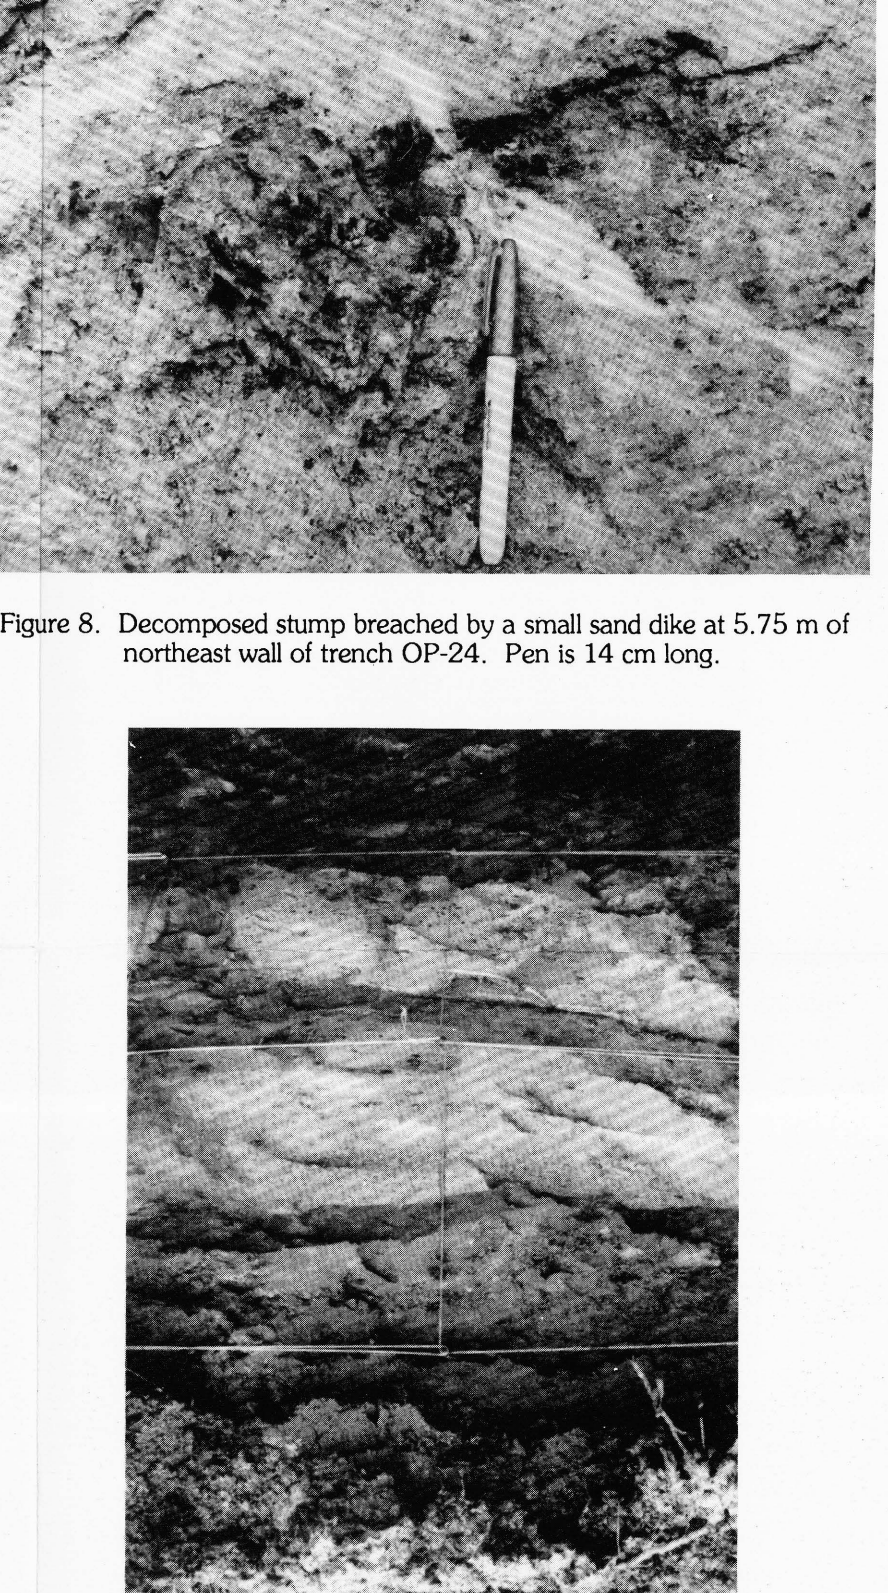 Figure 8. Decomposed stump breached by a small sand dike at 5.75 m of
northeast wall of trench OP-24. Pen is 14 cm long.